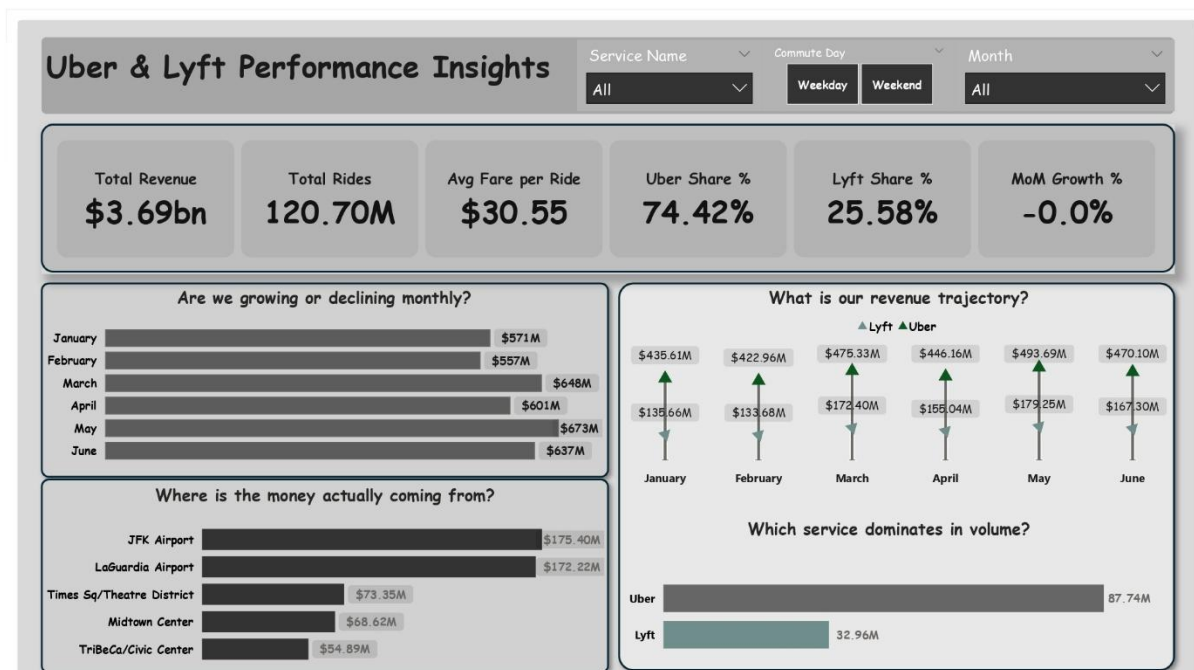 Uber & Lyft Performance Insights
Service Name
All
Commute Day
Weekday Weekend
Month
All
Total Revenue
$3.69bn
Total Rides
120.70M
Avg Fare per Ride
$30.55
Uber Share %
74.42%
Lyft Share %
25.58%
MoM Growth %
-0.0%
Are we growing or declining monthly?
January $571M
February $557M
March $648M
April $601M
May $673M
June $637M
What is our revenue trajectory?
Lyft Uber
$435.61M $422.96M $475.33M $446.16M $493.69M $470.10M
$135.66M $133.68M $172.40M $155.04M $179.25M $167.30M
January February March April May June
Where is the money actually coming from?
JFK Airport $175.40M
LaGuardia Airport $172.22M
Times Sq/Theatre District $73.35M
Midtown Center $68.62M
TriBeCa/Civic Center $54.89M
Which service dominates in volume?
Uber 87.74M
Lyft 32.96M